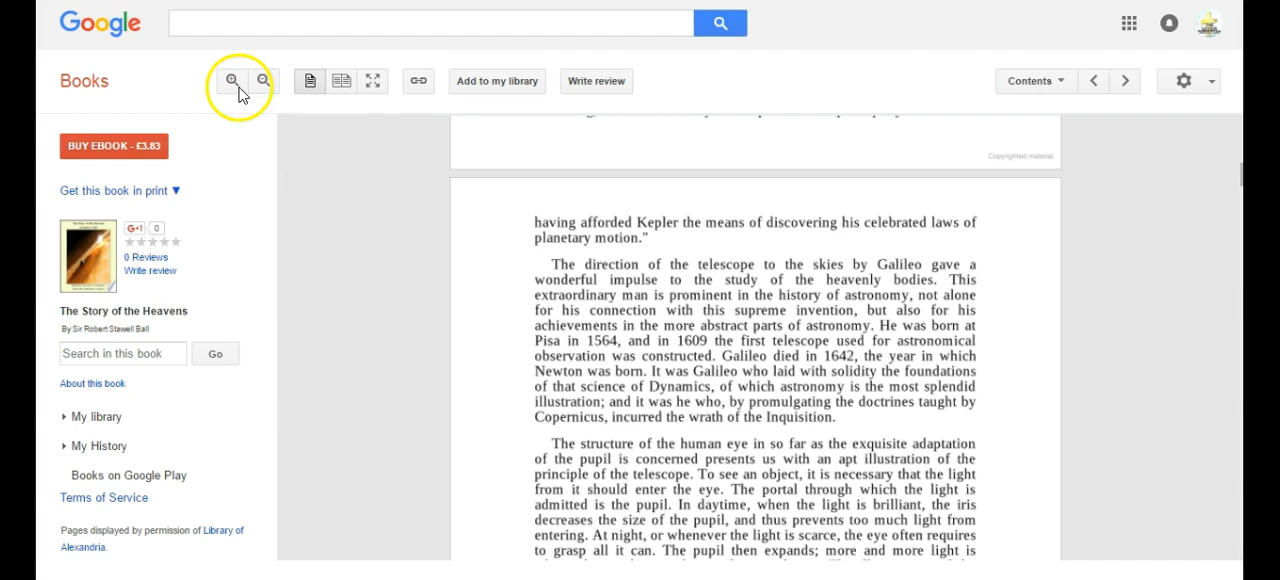 Google
Books
Add to my library
Write review
Contents
BUY EBOOK - £3.83
Get this book in print ▼
G+1 0
0 Reviews
Write review
The Story of the Heavens
By Sir Robert Stawell Ball
Search in this book
Go
About this book
My library
My History
Books on Google Play
Terms of Service
Pages displayed by permission of Library of
Alexandria.
Copyrighted material
having afforded Kepler the means of discovering his celebrated laws of
planetary motion."
The direction of the telescope to the skies by Galileo gave a
wonderful impulse to the study of the heavenly bodies. This
extraordinary man is prominent in the history of astronomy, not alone
for his connection with this supreme invention, but also for his
achievements in the more abstract parts of astronomy. He was born at
Pisa in 1564, and in 1609 the first telescope used for astronomical
observation was constructed. Galileo died in 1642, the year in which
Newton was born. It was Galileo who laid with solidity the foundations
of that science of Dynamics, of which astronomy is the most splendid
illustration; and it was he who, by promulgating the doctrines taught by
Copernicus, incurred the wrath of the Inquisition.
The structure of the human eye in so far as the exquisite adaptation
of the pupil is concerned presents us with an apt illustration of the
principle of the telescope. To see an object, it is necessary that the light
from it should enter the eye. The portal through which the light is
admitted is the pupil. In daytime, when the light is brilliant, the iris
decreases the size of the pupil, and thus prevents too much light from
entering. At night, or whenever the light is scarce, the eye often requires
to grasp all it can. The pupil then expands; more and more light is